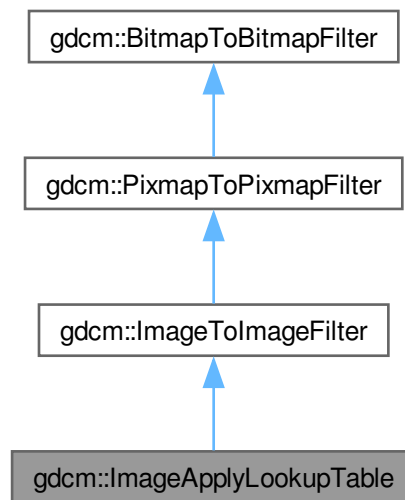 gdcm::BitmapToBitmapFilter
gdcm::PixmapToPixmapFilter
gdcm::ImageToImageFilter
gdcm::ImageApplyLookupTable